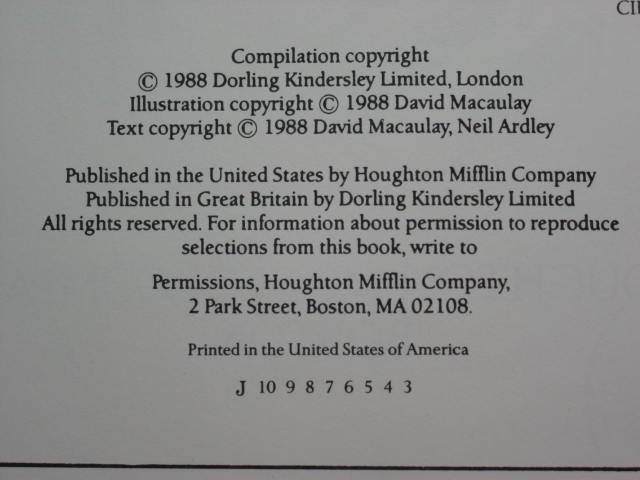 Compilation copyright
© 1988 Dorling Kindersley Limited, London
Illustration copyright © 1988 David Macaulay
Text copyright © 1988 David Macaulay, Neil Ardley
Published in the United States by Houghton Mifflin Company
Published in Great Britain by Dorling Kindersley Limited
All rights reserved. For information about permission to reproduce
selections from this book, write to
Permissions, Houghton Mifflin Company,
2 Park Street, Boston, MA 02108.
Printed in the United States of America
J 10 9 8 7 6 5 4 3